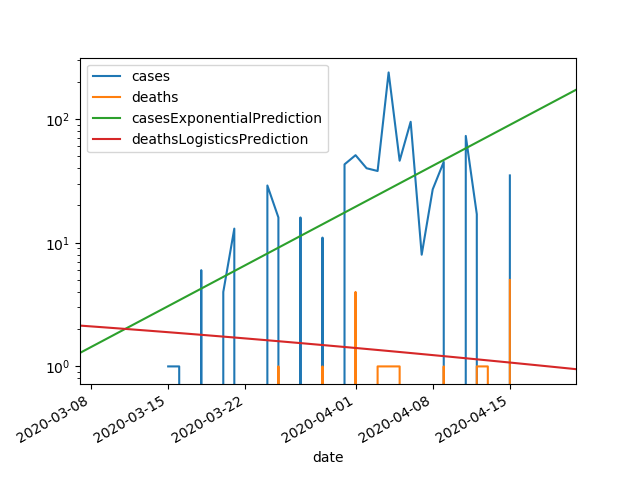 cases
deaths
casesExponentialPrediction
deathsLogisticsPrediction
10²
10¹
10⁰
2020-03-08
2020-03-15
2020-03-22
2020-04-01
2020-04-08
2020-04-15
date